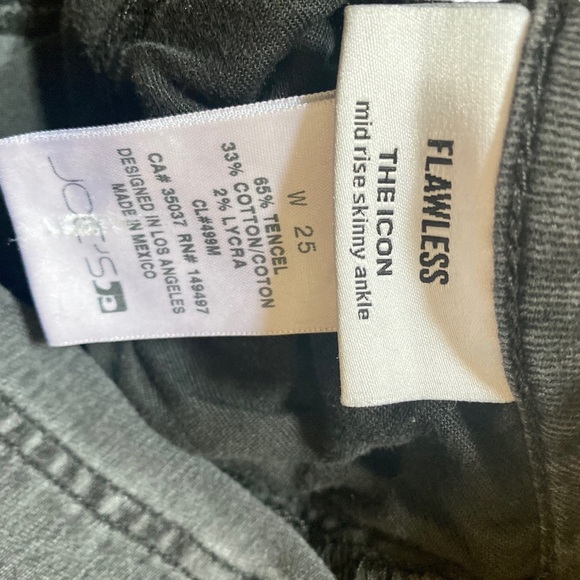 FLAWLESS
THE ICON
mid rise skinny ankle
W 25
65% TENCEL
33% COTTON/COTON
2% LYCRA
CL#499M
CA# 35037 RN# 149497
DESIGNED IN LOS ANGELES
MADE IN MEXICO
JOE'S